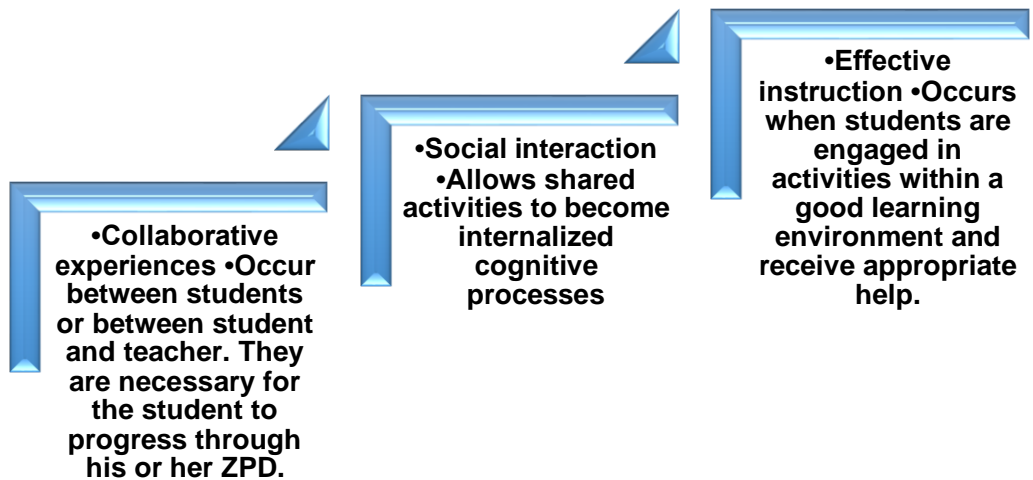 •Collaborative
experiences •Occur
between students
or between student
and teacher. They
are necessary for
the student to
progress through
his or her ZPD.
•Social interaction
•Allows shared
activities to become
internalized
cognitive
processes
•Effective
instruction •Occurs
when students are
engaged in
activities within a
good learning
environment and
receive appropriate
help.